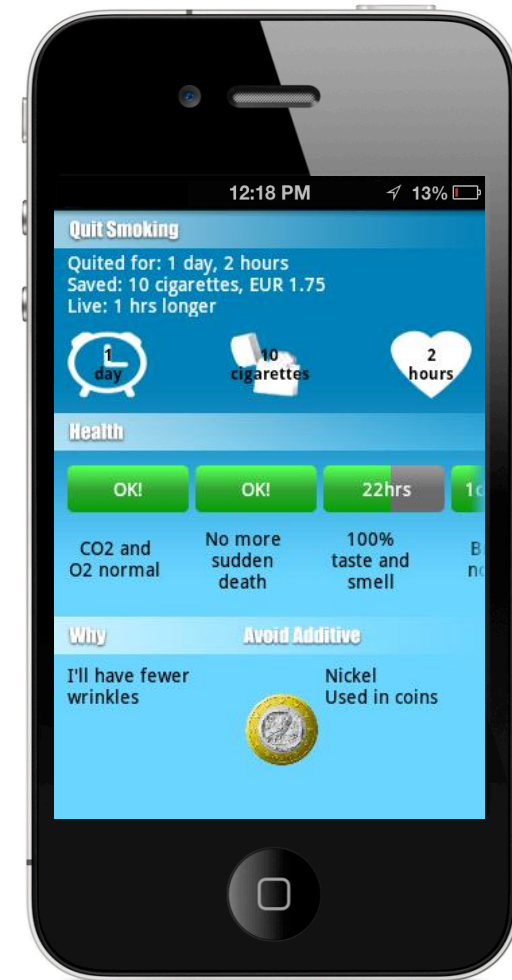 12:18 PM 13%
Quit Smoking
Quited for: 1 day, 2 hours
Saved: 10 cigarettes, EUR 1.75
Live: 1 hrs longer
1 day
10 cigarettes
2 hours
Health
OK! OK! 22hrs
CO2 and
O2 normal
No more
sudden
death
100%
taste and
smell
Why Avoid Additive
I'll have fewer
wrinkles
Nickel
Used in coins